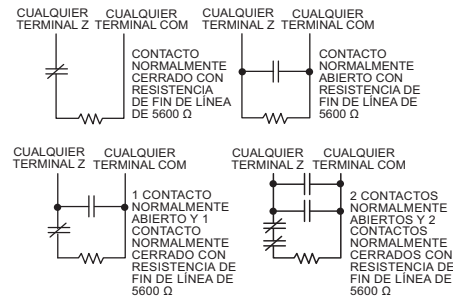 CUALQUIER CUALQUIER
TERMINAL Z TERMINAL COM
CONTACTO
NORMALMENTE
CERRADO CON
RESISTENCIA
DE FIN DE LÍNEA
DE 5600 Ω
CUALQUIER CUALQUIER
TERMINAL Z TERMINAL COM
CONTACTO
NORMALMENTE
ABIERTO CON
RESISTENCIA DE
FIN DE LÍNEA DE
5600 Ω
CUALQUIER CUALQUIER
TERMINAL Z TERMINAL COM
1 CONTACTO
NORMALMENTE
ABIERTO Y 1
CONTACTO
NORMALMENTE
CERRADO CON
RESISTENCIA DE
FIN DE LÍNEA DE
5600 Ω
CUALQUIER CUALQUIER
TERMINAL Z TERMINAL COM
2 CONTACTOS
NORMALMENTE
ABIERTOS Y 2
CONTACTOS
NORMALMENTE
CERRADOS CON
RESISTENCIA DE
FIN DE LÍNEA DE
5600 Ω